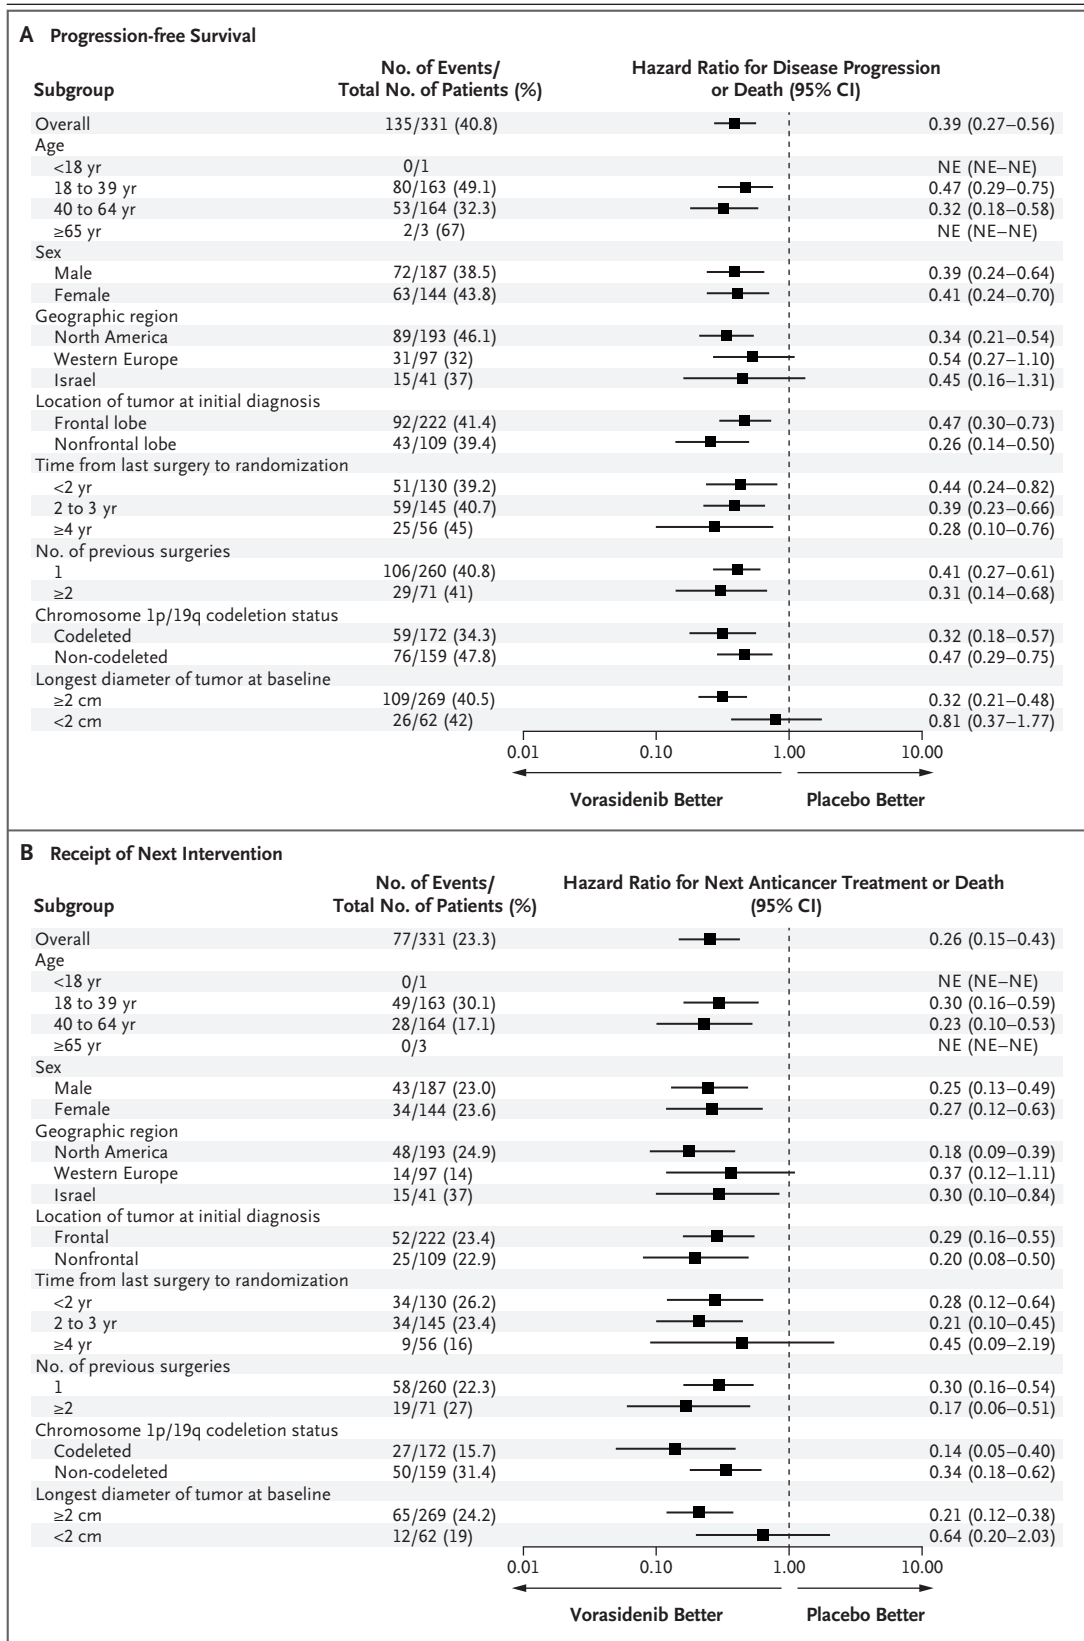 A Progression-free Survival
No. of Events/ Hazard Ratio for Disease Progression
Subgroup Total No. of Patients (%) or Death (95% CI)
Overall 135/331 (40.8) 0.39 (0.27–0.56)
Age
<18 yr 0/1 NE (NE–NE)
18 to 39 yr 80/163 (49.1) 0.47 (0.29–0.75)
40 to 64 yr 53/164 (32.3) 0.32 (0.18–0.58)
≥65 yr 2/3 (67) NE (NE–NE)
Sex
Male 72/187 (38.5) 0.39 (0.24–0.64)
Female 63/144 (43.8) 0.41 (0.24–0.70)
Geographic region
North America 89/193 (46.1) 0.34 (0.21–0.54)
Western Europe 31/97 (32) 0.54 (0.27–1.10)
Israel 15/41 (37) 0.45 (0.16–1.31)
Location of tumor at initial diagnosis
Frontal lobe 92/222 (41.4) 0.47 (0.30–0.73)
Nonfrontal lobe 43/109 (39.4) 0.26 (0.14–0.50)
Time from last surgery to randomization
<2 yr 51/130 (39.2) 0.44 (0.24–0.82)
2 to 3 yr 59/145 (40.7) 0.39 (0.23–0.66)
≥4 yr 25/56 (45) 0.28 (0.10–0.76)
No. of previous surgeries
1 106/260 (40.8) 0.41 (0.27–0.61)
≥2 29/71 (41) 0.31 (0.14–0.68)
Chromosome 1p/19q codeletion status
Codeleted 59/172 (34.3) 0.32 (0.18–0.57)
Non-codeleted 76/159 (47.8) 0.47 (0.29–0.75)
Longest diameter of tumor at baseline
≥2 cm 109/269 (40.5) 0.32 (0.21–0.48)
<2 cm 26/62 (42) 0.81 (0.37–1.77)
0.01 0.10 1.00 10.00
Vorasidenib Better Placebo Better
B Receipt of Next Intervention
No. of Events/ Hazard Ratio for Next Anticancer Treatment or Death
Subgroup Total No. of Patients (%) (95% CI)
Overall 77/331 (23.3) 0.26 (0.15–0.43)
Age
<18 yr 0/1 NE (NE–NE)
18 to 39 yr 49/163 (30.1) 0.30 (0.16–0.59)
40 to 64 yr 28/164 (17.1) 0.23 (0.10–0.53)
≥65 yr 0/3 NE (NE–NE)
Sex
Male 43/187 (23.0) 0.25 (0.13–0.49)
Female 34/144 (23.6) 0.27 (0.12–0.63)
Geographic region
North America 48/193 (24.9) 0.18 (0.09–0.39)
Western Europe 14/97 (14) 0.37 (0.12–1.11)
Israel 15/41 (37) 0.30 (0.10–0.84)
Location of tumor at initial diagnosis
Frontal 52/222 (23.4) 0.29 (0.16–0.55)
Nonfrontal 25/109 (22.9) 0.20 (0.08–0.50)
Time from last surgery to randomization
<2 yr 34/130 (26.2) 0.28 (0.12–0.64)
2 to 3 yr 34/145 (23.4) 0.21 (0.10–0.45)
≥4 yr 9/56 (16) 0.45 (0.09–2.19)
No. of previous surgeries
1 58/260 (22.3) 0.30 (0.16–0.54)
≥2 19/71 (27) 0.17 (0.06–0.51)
Chromosome 1p/19q codeletion status
Codeleted 27/172 (15.7) 0.14 (0.05–0.40)
Non-codeleted 50/159 (31.4) 0.34 (0.18–0.62)
Longest diameter of tumor at baseline
≥2 cm 65/269 (24.2) 0.21 (0.12–0.38)
<2 cm 12/62 (19) 0.64 (0.20–2.03)
0.01 0.10 1.00 10.00
Vorasidenib Better Placebo Better